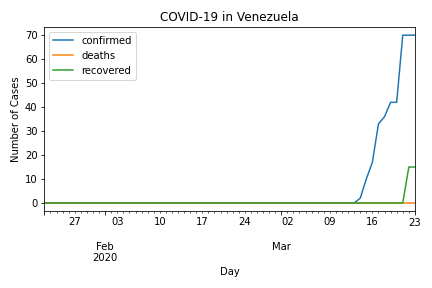 COVID-19 in Venezuela
confirmed
deaths
recovered
Number of Cases
70
60
50
40
30
20
10
0
27 03 10 17 24 02 09 16 23
Feb Mar
2020
Day